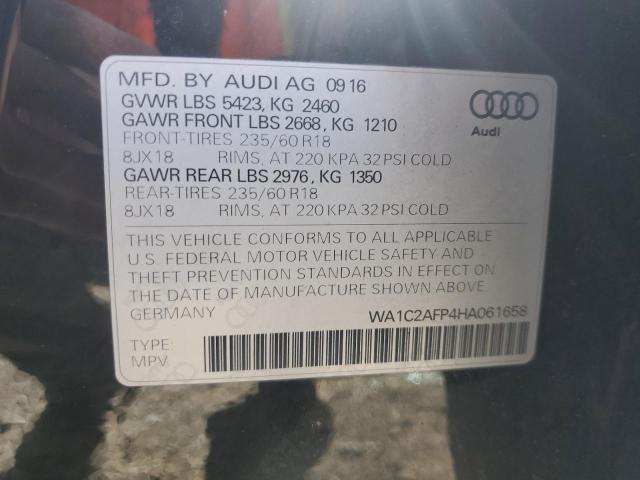 MFD. BY AUDI AG 09 16
GVWR LBS 5423, KG 2460
GAWR FRONT LBS 2668, KG 1210
FRONT-TIRES 235/60 R18
8JX18 RIMS, AT 220 KPA 32 PSI COLD
GAWR REAR LBS 2976, KG 1350
REAR-TIRES 235/60 R18
8JX18 RIMS, AT 220 KPA 32 PSI COLD
Audi
THIS VEHICLE CONFORMS TO ALL APPLICABLE
U.S. FEDERAL MOTOR VEHICLE SAFETY AND
THEFT PREVENTION STANDARDS IN EFFECT ON
THE DATE OF MANUFACTURE SHOWN ABOVE.
GERMANY WA1C2AFP4HA061658
TYPE:
MPV